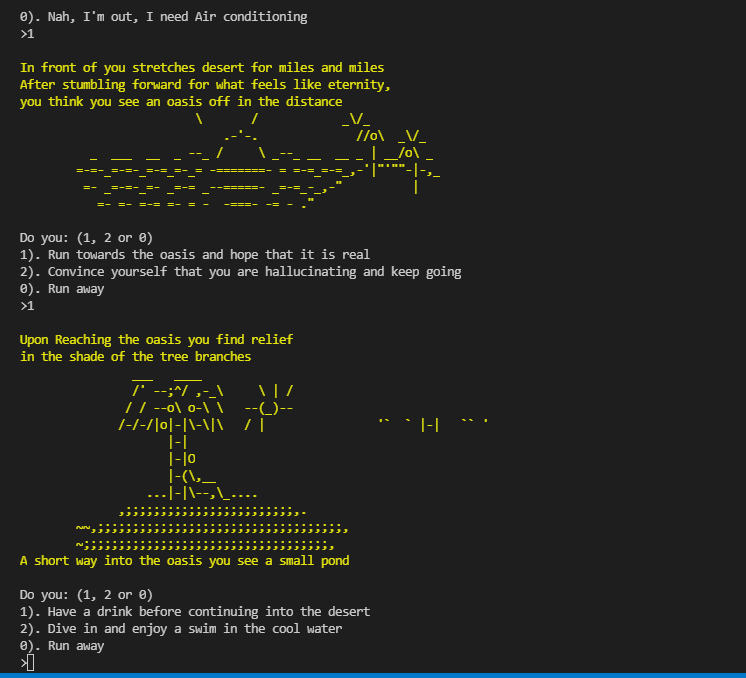 0). Nah, I'm out, I need Air conditioning
>1
In front of you stretches desert for miles and miles
After stumbling forward for what feels like eternity,
you think you see an oasis off in the distance
Do you: (1, 2 or 0)
1). Run towards the oasis and hope that it is real
2). Convince yourself that you are hallucinating and keep going
0). Run away
>1
Upon Reaching the oasis you find relief
in the shade of the tree branches
A short way into the oasis you see a small pond
Do you: (1, 2 or 0)
1). Have a drink before continuing into the desert
2). Dive in and enjoy a swim in the cool water
0). Run away
>